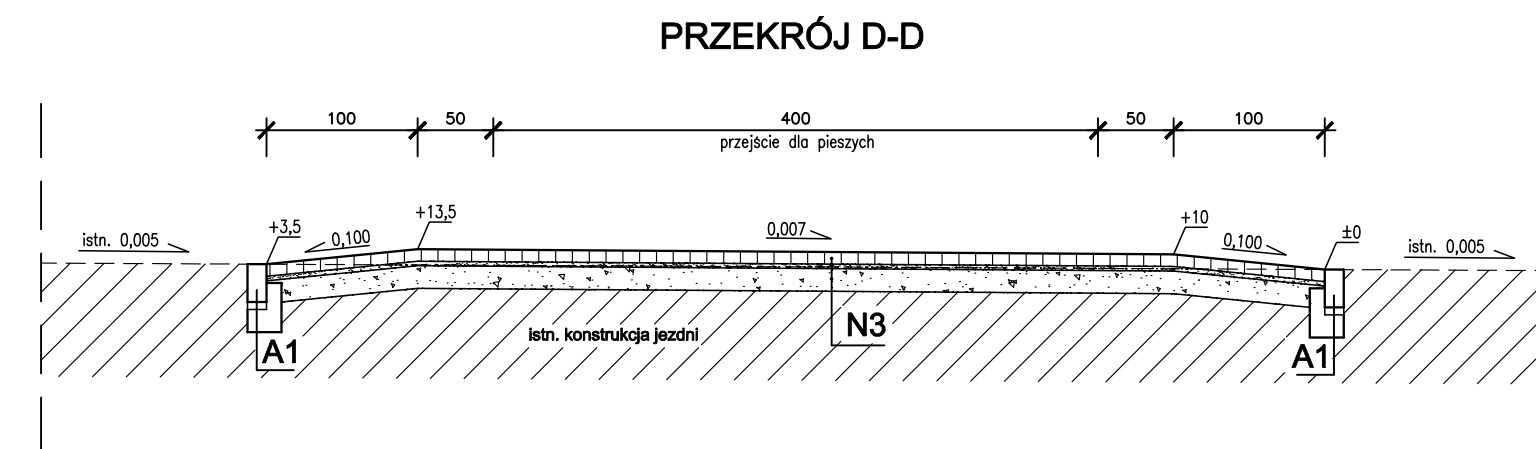 PRZEKRÓJ D-D
100 50 400 50 100
przejście dla pieszych
istn. 0,005
+3,5
0,100
+13,5
0,007
+10
0,100
±0
istn. 0,005
istn. konstrukcja jezdni
N3
A1
A1